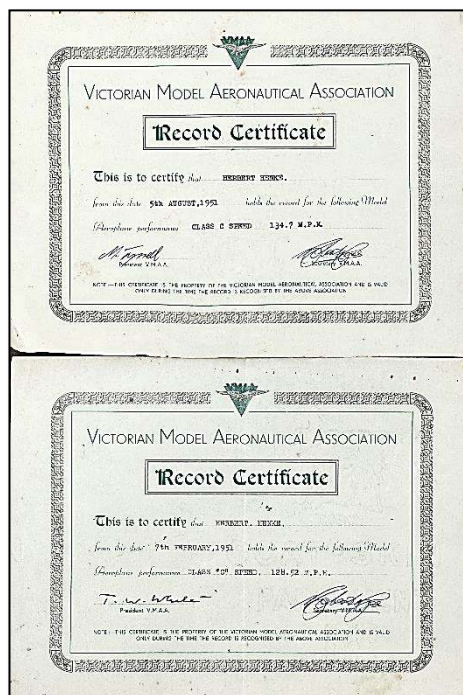 VMAA
VICTORIAN MODEL AERONAUTICAL ASSOCIATION
Record Certificate
This is to certify that HERBERT HENKE.
from this date 5th AUGUST,1951 holds the record for the following Model
Aeroplane performance CLASS C SPEED 134.7 M.P.H.
President V.M.A.A. Secretary V.M.A.A.
NOTE:—THIS CERTIFICATE IS THE PROPERTY OF THE VICTORIAN MODEL AERONAUTICAL ASSOCIATION AND IS VALID
ONLY DURING THE TIME THE RECORD IS RECOGNISED BY THE ABOVE ASSOCIATION
VMAA
VICTORIAN MODEL AERONAUTICAL ASSOCIATION
Record Certificate
This is to certify that HERBERT. HENKE.
from this date FEBRUARY,1951 holds the record for the following Model
Aeroplane performance CLASS "C" SPEED. 128.52 M.P.H.
T. W. White
President V.M.A.A. Secretary V.M.A.A.
NOTE:—THIS CERTIFICATE IS THE PROPERTY OF THE VICTORIAN MODEL AERONAUTICAL ASSOCIATION AND IS VALID
ONLY DURING THE TIME THE RECORD IS RECOGNISED BY THE ABOVE ASSOCIATION